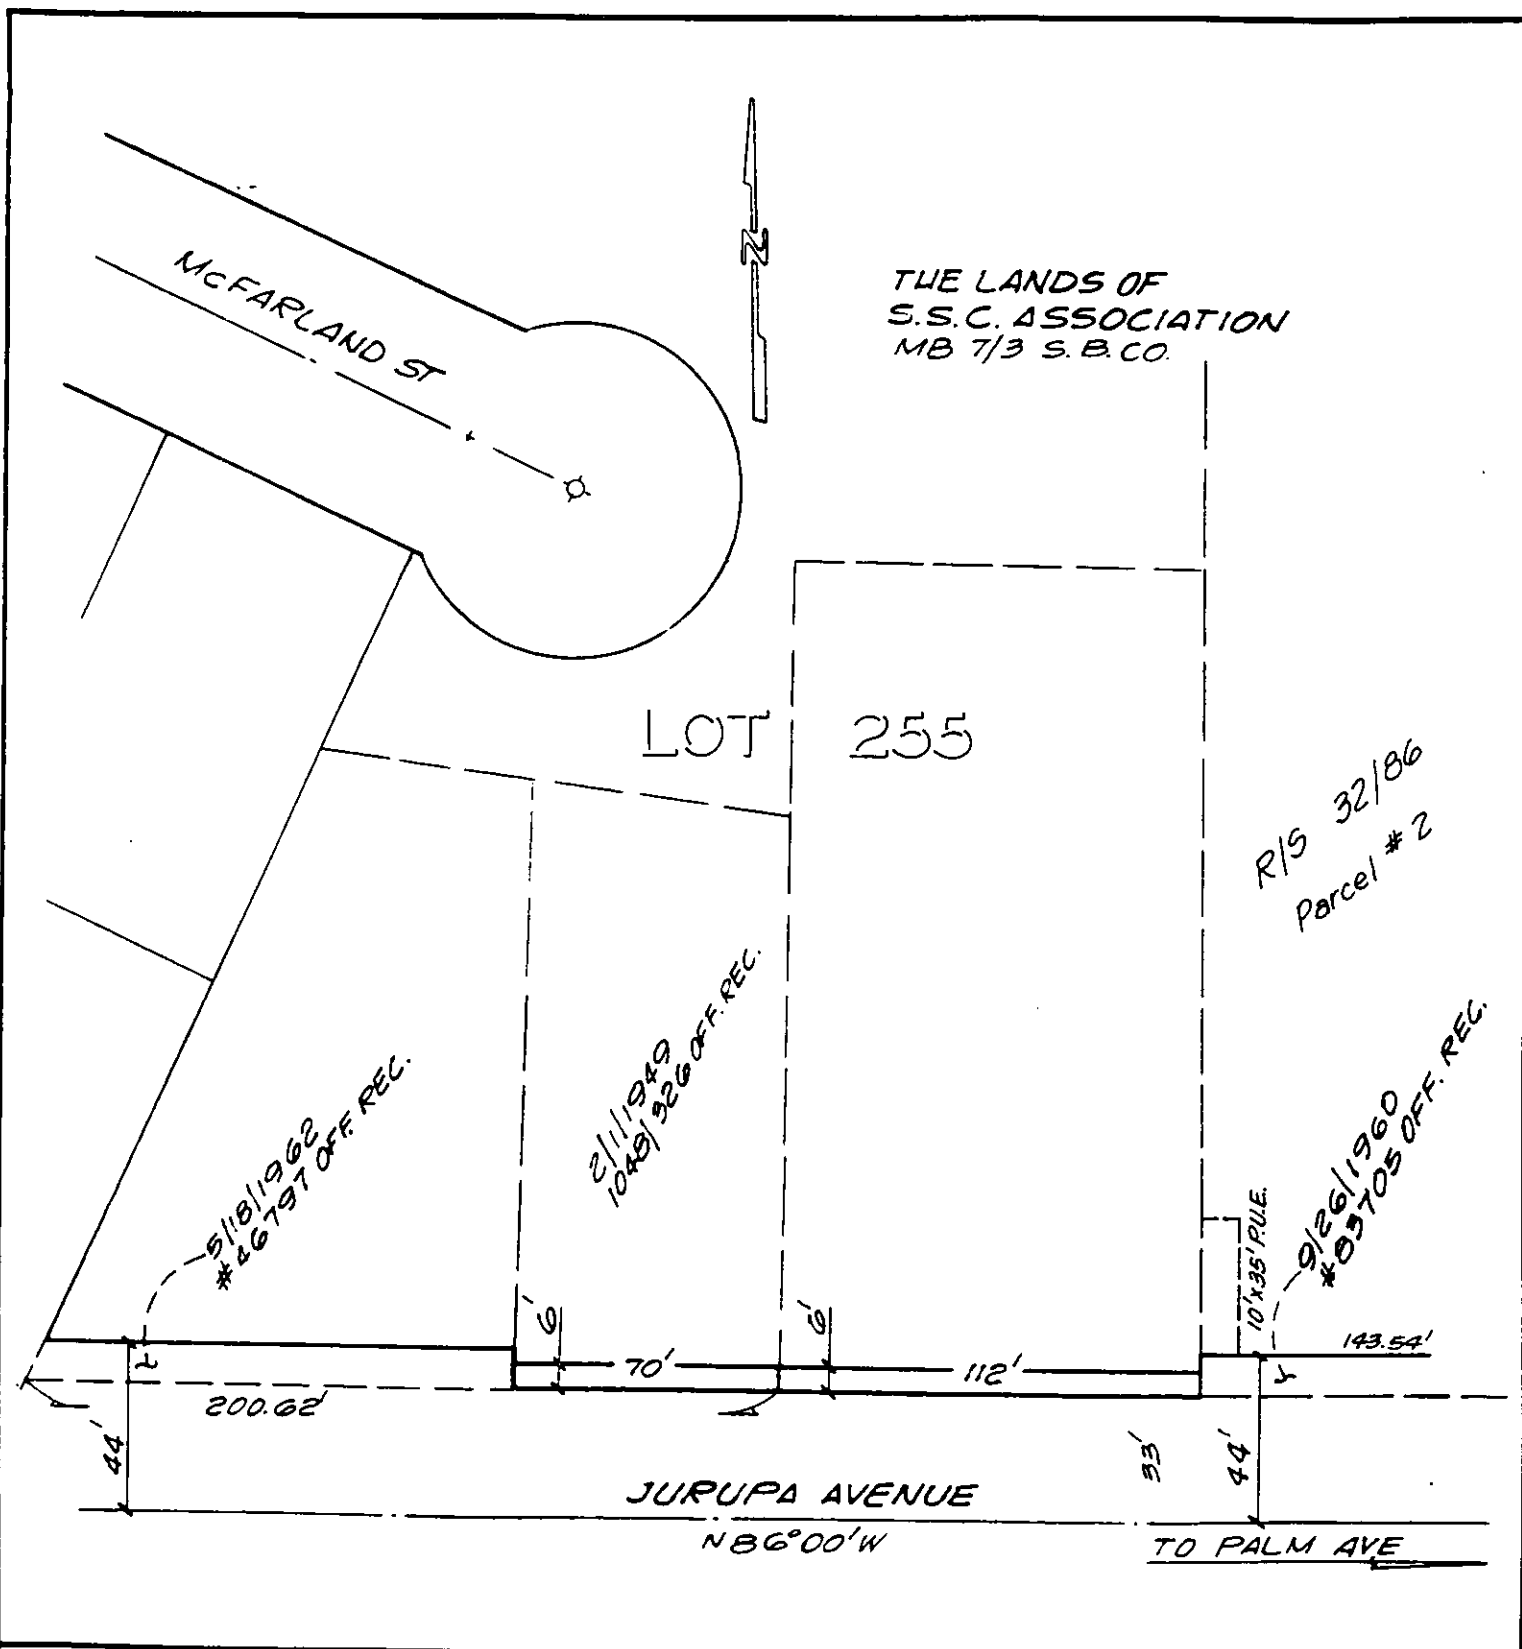 N
McFARLAND ST
THE LANDS OF
S.S.C. ASSOCIATION
MB 7/3 S.B.CO.
LOT 255
R/S 32/86
Parcel #2
5/18/1962
#46797 OFF. REC.
2/1/1949
1048/326 OFF. REC.
9/26/1960
#83705 OFF. REC.
10'x35' P.U.E.
6'
6'
70'
112'
143.54'
200.62'
44'
33'
44'
JURUPA AVENUE
N86°00'W
TO PALM AVE